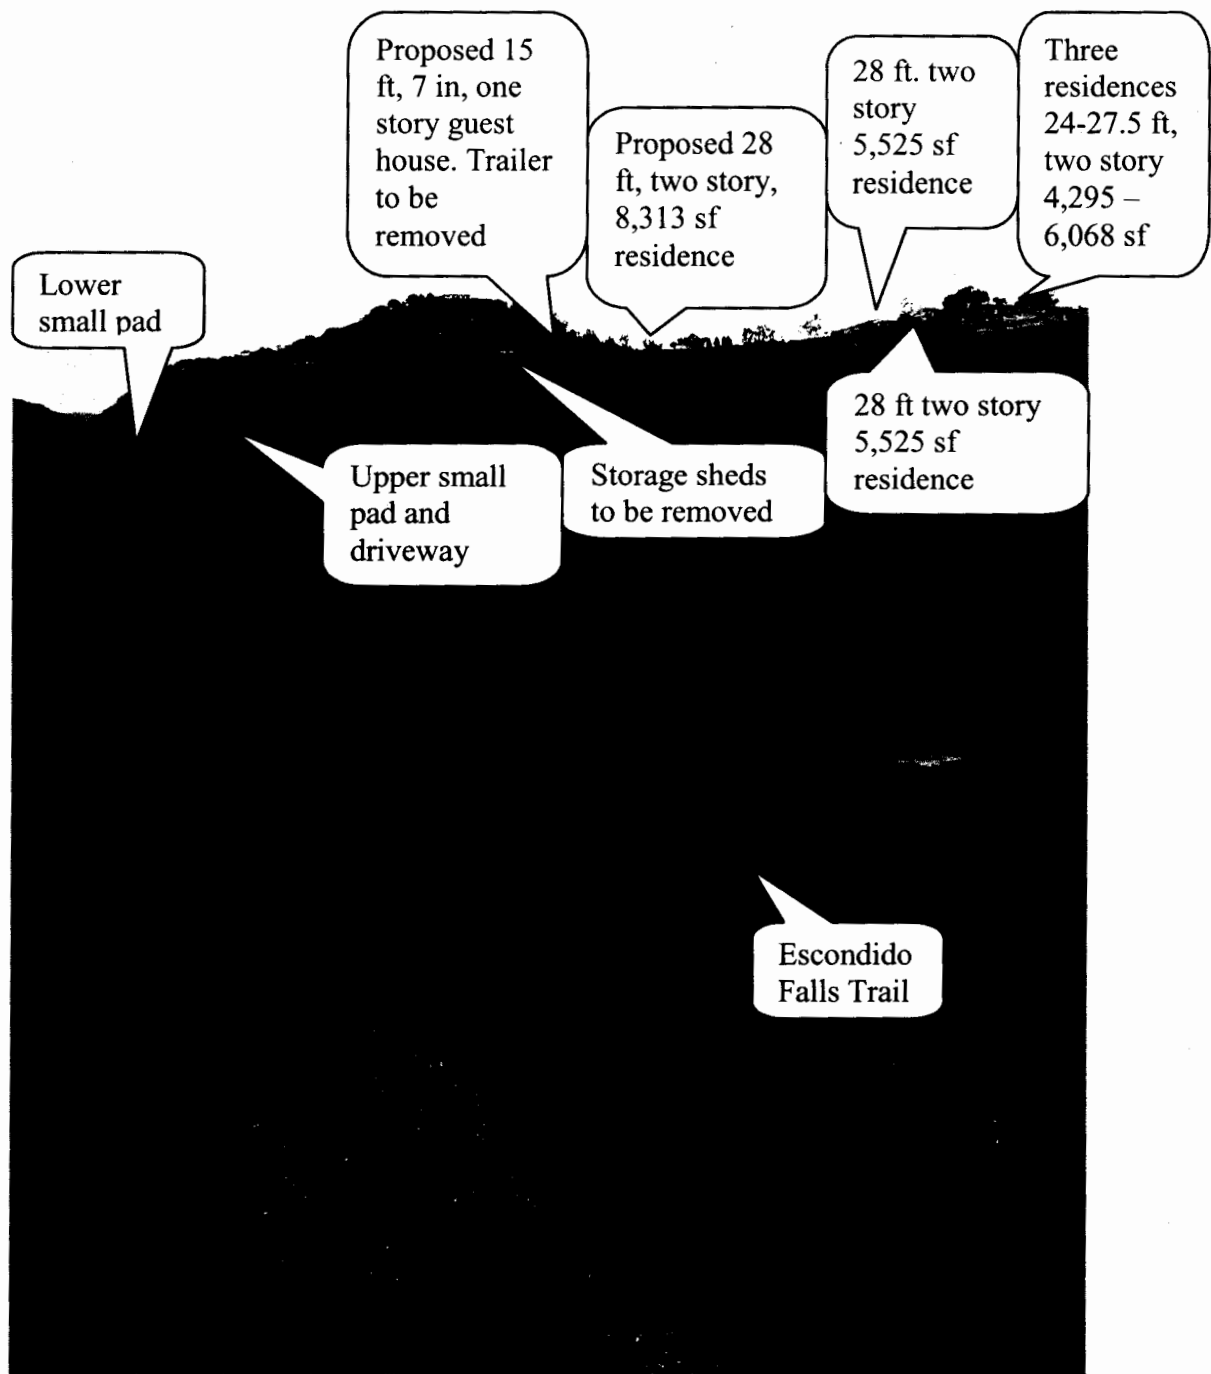 Proposed 15
ft, 7 in, one
story guest
house. Trailer
to be
removed
Proposed 28
ft, two story,
8,313 sf
residence
28 ft. two
story
5,525 sf
residence
Three
residences
24-27.5 ft,
two story
4,295 –
6,068 sf
Lower
small pad
Upper small
pad and
driveway
Storage sheds
to be removed
28 ft two story
5,525 sf
residence
Escondido
Falls Trail